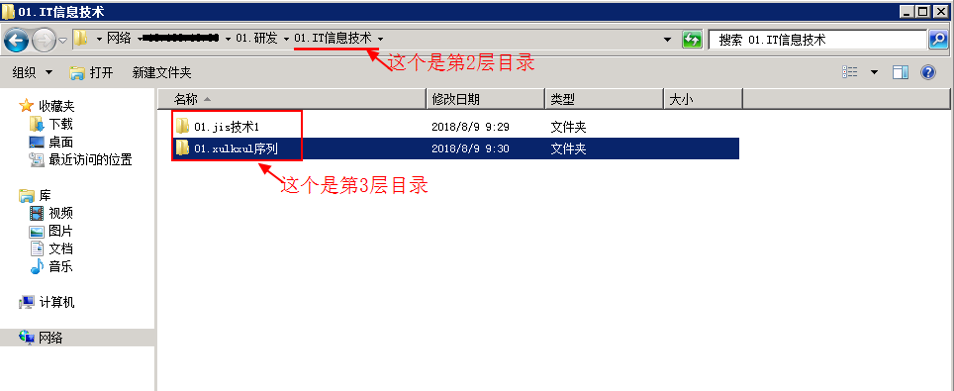 01.IT信息技术
网络 01.研发 01.IT信息技术
搜索 01.IT信息技术
这个是第2层目录
组织 打开 新建文件夹
收藏夹
下载
桌面
最近访问的位置
库
视频
图片
文档
音乐
计算机
网络
名称 修改日期 类型 大小
01.jis技术1 2018/8/9 9:29 文件夹
01.xulkxul序列 2018/8/9 9:30 文件夹
这个是第3层目录